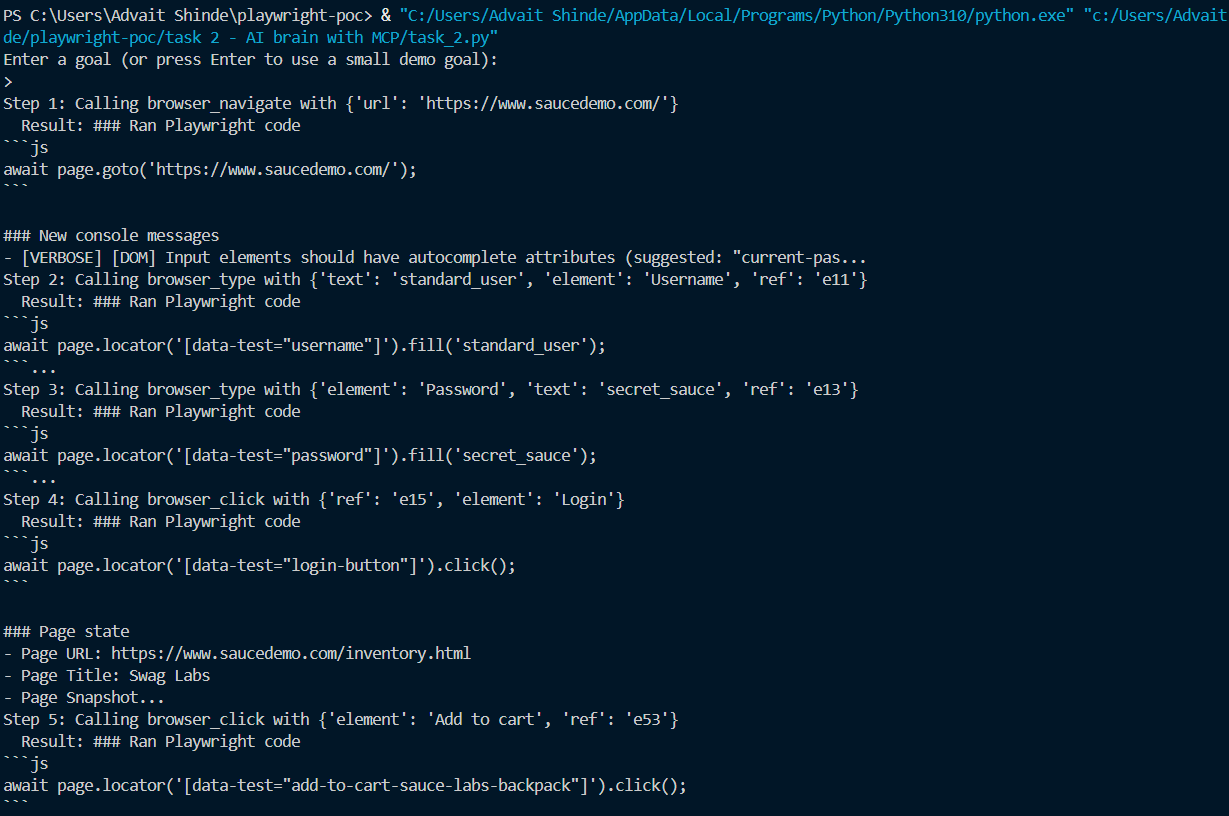 PS C:\Users\Advait Shinde\playwright-poc> & "C:/Users/Advait Shinde/AppData/Local/Programs/Python/Python310/python.exe" "c:/Users/Advait
de/playwright-poc/task 2 - AI brain with MCP/task_2.py"
Enter a goal (or press Enter to use a small demo goal):
>
Step 1: Calling browser_navigate with {'url': 'https://www.saucedemo.com/'}
  Result: ### Ran Playwright code
```js
await page.goto('https://www.saucedemo.com/');
```

### New console messages
- [VERBOSE] [DOM] Input elements should have autocomplete attributes (suggested: "current-pas...
Step 2: Calling browser_type with {'text': 'standard_user', 'element': 'Username', 'ref': 'e11'}
  Result: ### Ran Playwright code
```js
await page.locator('[data-test="username"]').fill('standard_user');
```...
Step 3: Calling browser_type with {'element': 'Password', 'text': 'secret_sauce', 'ref': 'e13'}
  Result: ### Ran Playwright code
```js
await page.locator('[data-test="password"]').fill('secret_sauce');
```...
Step 4: Calling browser_click with {'ref': 'e15', 'element': 'Login'}
  Result: ### Ran Playwright code
```js
await page.locator('[data-test="login-button"]').click();
```

### Page state
- Page URL: https://www.saucedemo.com/inventory.html
- Page Title: Swag Labs
- Page Snapshot...
Step 5: Calling browser_click with {'element': 'Add to cart', 'ref': 'e53'}
  Result: ### Ran Playwright code
```js
await page.locator('[data-test="add-to-cart-sauce-labs-backpack"]').click();
```